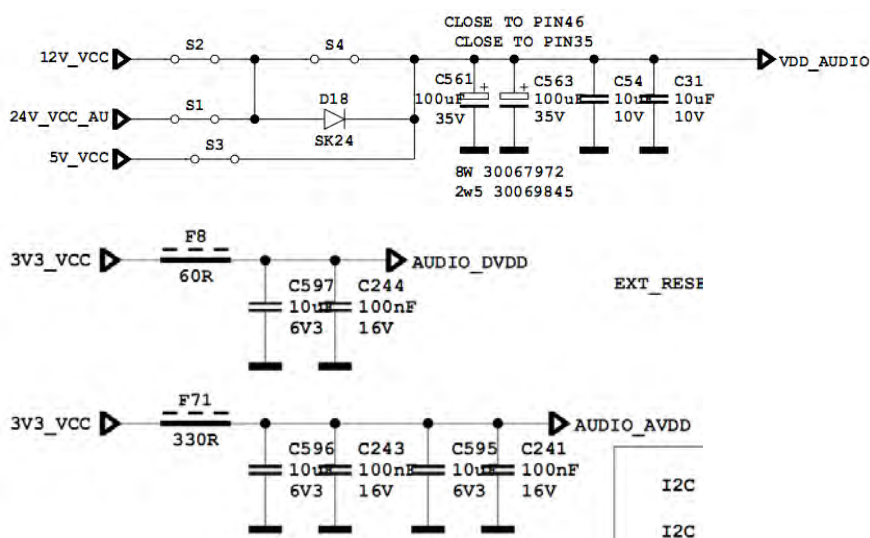 CLOSE TO PIN46
CLOSE TO PIN35
12V_VCC
S2
S4
VDD_AUDIO
C561
100uF
35V
C563
100uF
35V
C54
10uF
10V
C31
10uF
10V
24V_VCC_AU
S1
D18
SK24
5V_VCC
S3
8W 30067972
2w5 30069845
3V3_VCC
F8
60R
AUDIO_DVDD
C597
10uF
6V3
C244
100nF
16V
EXT_RESE
3V3_VCC
F71
330R
AUDIO_AVDD
C596
10uF
6V3
C243
100nF
16V
C595
10uF
6V3
C241
100nF
16V
I2C
I2C